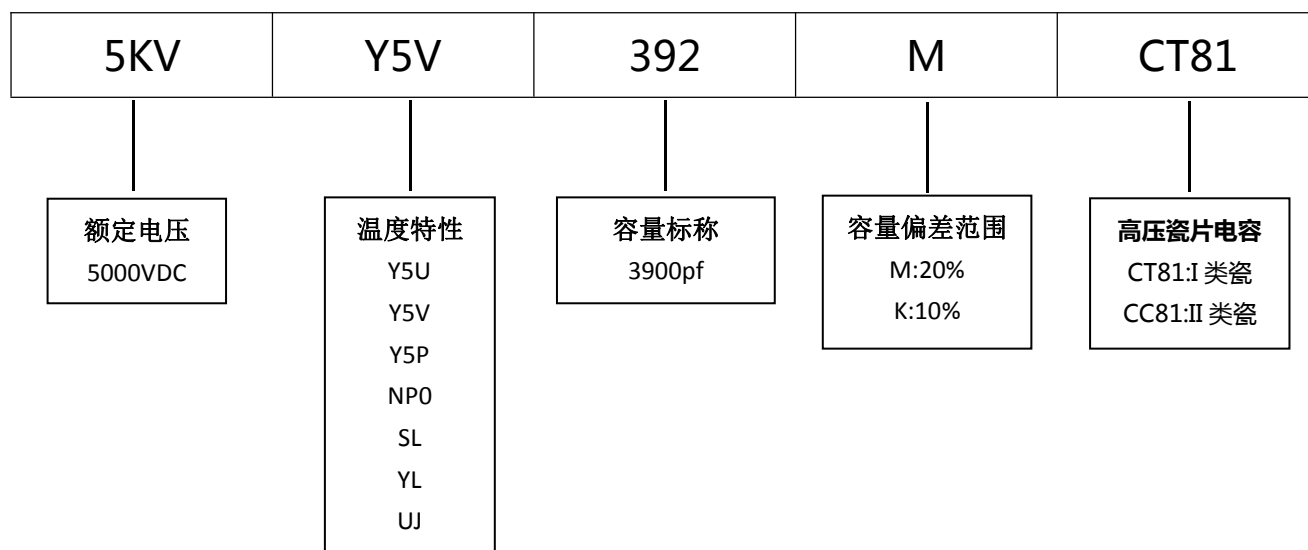 5KV
Y5V
392
M
CT81
额定电压
5000VDC
温度特性
Y5U
Y5V
Y5P
NP0
SL
YL
UJ
容量标称
3900pf
容量偏差范围
M:20%
K:10%
高压瓷片电容
CT81:I 类瓷
CC81:II 类瓷